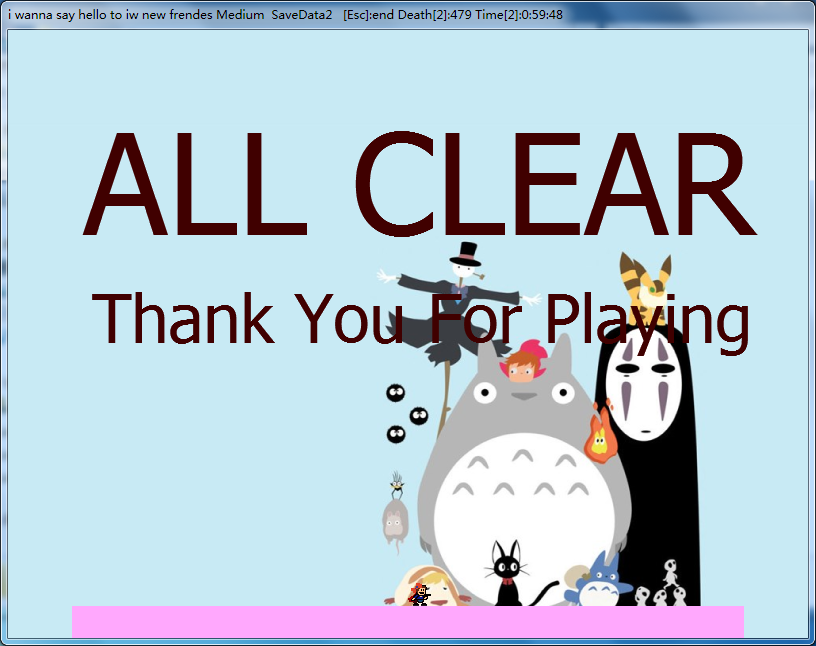 i wanna say hello to iw new frendes Medium  SaveData2   [Esc]:end Death[2]:479 Time[2]:0:59:48
ALL CLEAR
Thank You For Playing